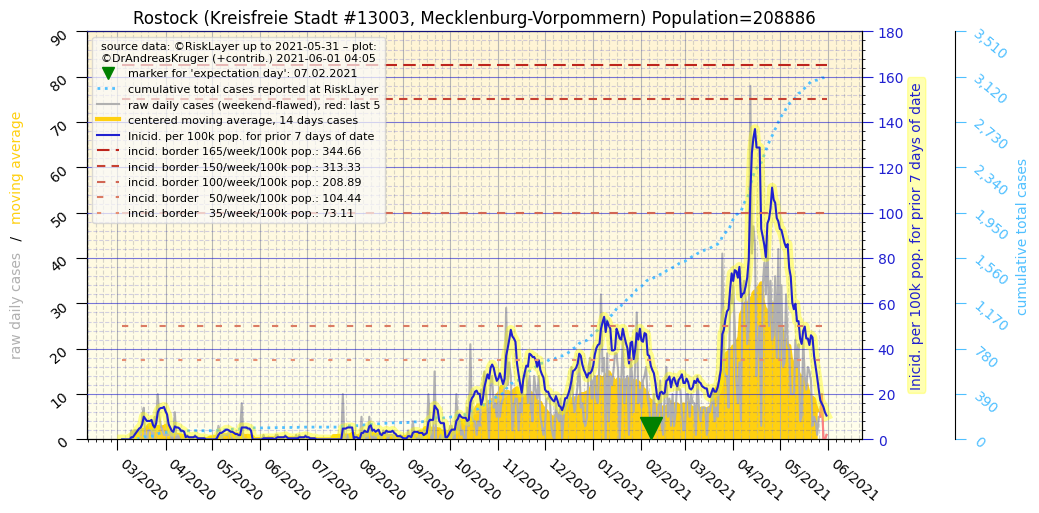 Rostock (Kreisfreie Stadt #13003, Mecklenburg-Vorpommern) Population=208886
source data: ©RiskLayer up to 2021-05-31 – plot:
©DrAndreasKruger (+contrib.) 2021-06-01 04:05
marker for 'expectation day': 07.02.2021
cumulative total cases reported at RiskLayer
raw daily cases (weekend-flawed), red: last 5
centered moving average, 14 days cases
Inicid. per 100k pop. for prior 7 days of date
incid. border 165/week/100k pop.: 344.66
incid. border 150/week/100k pop.: 313.33
incid. border 100/week/100k pop.: 208.89
incid. border 50/week/100k pop.: 104.44
incid. border 35/week/100k pop.: 73.11
raw daily cases / moving average
90
80
70
60
50
40
30
20
10
0
03/2020
04/2020
05/2020
06/2020
07/2020
08/2020
09/2020
10/2020
11/2020
12/2020
01/2021
02/2021
03/2021
04/2021
05/2021
06/2021
180
160
140
120
100
80
60
40
20
0
Inicid. per 100k pop. for prior 7 days of date
3,510
3,120
2,730
2,340
1,950
1,560
1,170
780
390
0
cumulative total cases